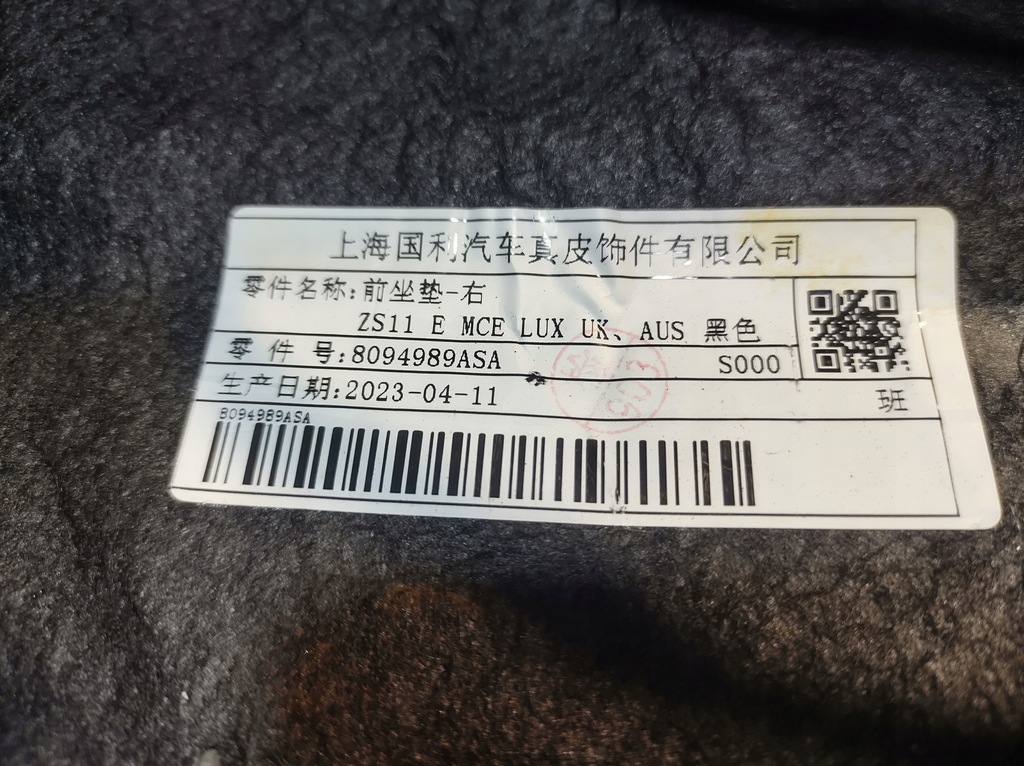 上海国利汽车真皮饰件有限公司
零件名称:前坐垫-右
ZS11 E MCE LUX UK、AUS 黑色
零 件 号:8094989ASA S000
生产日期:2023-04-11 班
8094989ASA